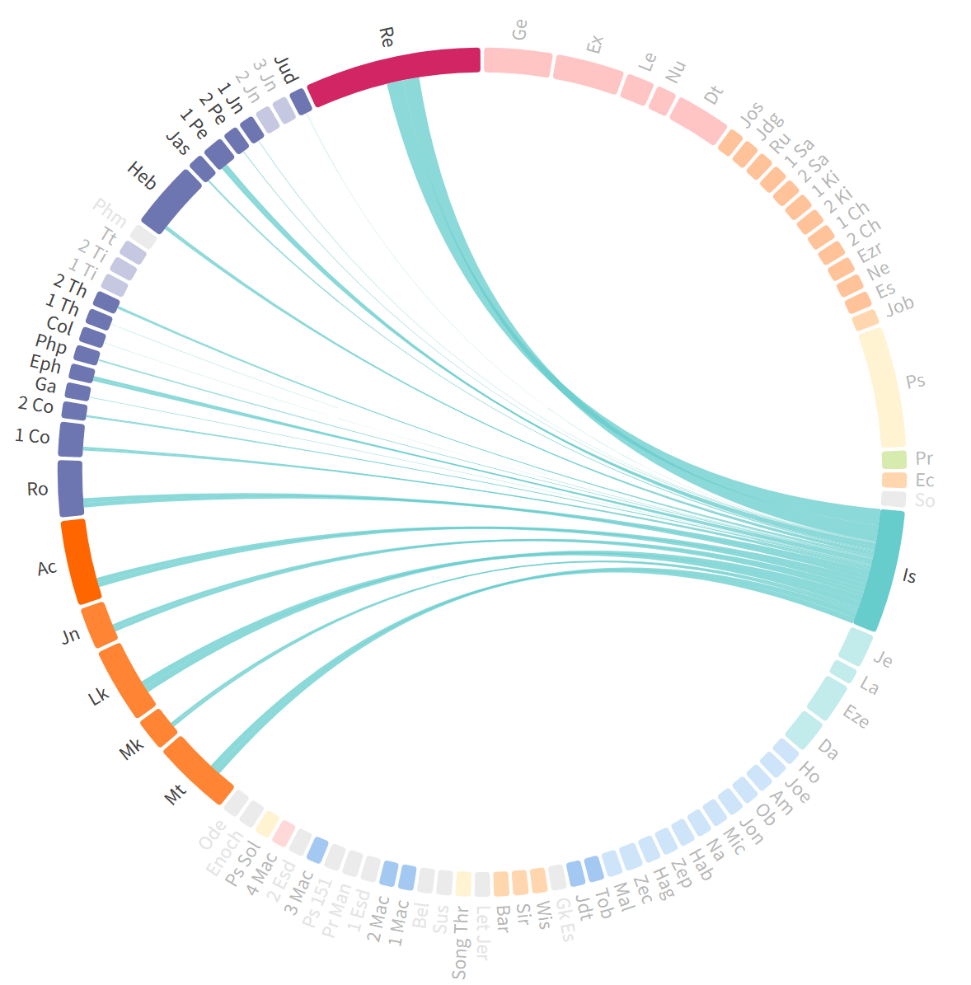 Ge
Ex
Le
Nu
Dt
Jos
Jdg
Ru
1 Sa
2 Sa
1 Ki
2 Ki
1 Ch
2 Ch
Ezr
Ne
Es
Job
Ps
Pr
Ec
So
Is
Je
La
Eze
Da
Ho
Joe
Am
Ob
Jon
Mic
Na
Hab
Zep
Hag
Zec
Mal
Tob
Jdt
Gk Es
Wis
Sir
Bar
Let Jer
Song Thr
Sus
Bel
1 Mac
2 Mac
1 Esd
Pr Man
Ps 151
3 Mac
2 Esd
4 Mac
Ps Sol
Enoch
Ode
Mt
Mk
Lk
Jn
Ac
Ro
1 Co
2 Co
Ga
Eph
Php
Col
1 Th
2 Th
1 Ti
2 Ti
Tt
Phm
Heb
Jas
1 Pe
2 Pe
1 Jn
2 Jn
3 Jn
Jud
Re